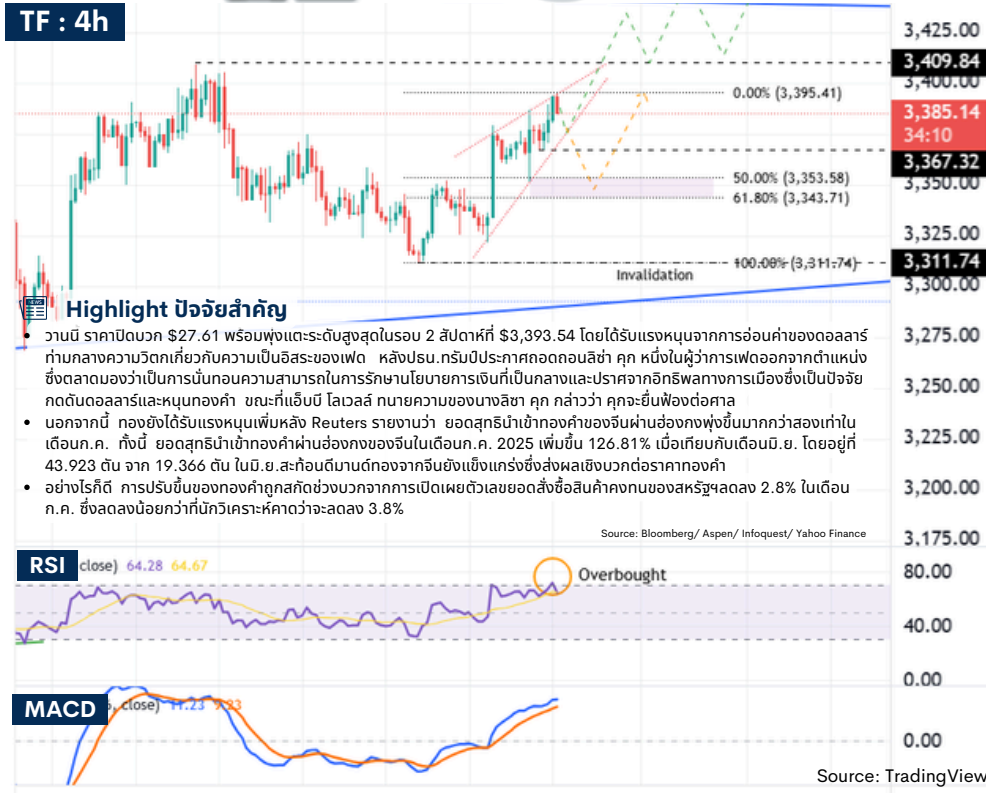 TF : 4h
3,425.00
3,409.84
3,400.00
0.00% (3,395.41)
3,385.14
34:10
3,367.32
50.00% (3,353.58)
3,350.00
61.80% (3,343.71)
3,325.00
100.00% (3,311.74)
3,311.74
Invalidation
3,300.00
Highlight ปัจจัยสำคัญ
3,275.00
• วานนี้ ราคาปิดบวก $27.61 พร้อมพุ่งแตะระดับสูงสุดในรอบ 2 สัปดาห์ที่ $3,393.54 โดยได้รับแรงหนุนจากการอ่อนค่าของดอลลาร์
ท่ามกลางความวิตกเกี่ยวกับความเป็นอิสระของเฟด หลังปธน.ทรัมป์ประกาศถอดถอนลิซ่า คุก หนึ่งในผู้ว่าการเฟดออกจากตำแหน่ง
ซึ่งตลาดมองว่าเป็นการบั่นทอนความสามารถในการรักษานโยบายการเงินที่เป็นกลางและปราศจากอิทธิพลทางการเมืองซึ่งเป็นปัจจัย
กดดันดอลลาร์และหนุนทองคำ ขณะที่แอ็บบี โลเวลล์ ทนายความของนางลิซา คุก กล่าวว่า คุกจะยื่นฟ้องต่อศาล
3,250.00
• นอกจากนี้ ทองยังได้รับแรงหนุนเพิ่มหลัง Reuters รายงานว่า ยอดสุทธินำเข้าทองคำของจีนผ่านฮ่องกงพุ่งขึ้นมากกว่าสองเท่าใน
เดือนก.ค. ทั้งนี้ ยอดสุทธินำเข้าทองคำผ่านฮ่องกงของจีนในเดือนก.ค. 2025 เพิ่มขึ้น 126.81% เมื่อเทียบกับเดือนมิ.ย. โดยอยู่ที่
43.923 ตัน จาก 19.366 ตัน ในมิ.ย.สะท้อนดีมานด์ทองจากจีนยังแข็งแกร่งซึ่งส่งผลเชิงบวกต่อราคาทองคำ
3,225.00
• อย่างไรก็ดี การปรับขึ้นของทองคำถูกสกัดช่วงบวกจากการเปิดเผยตัวเลขยอดสั่งซื้อสินค้าคงทนของสหรัฐฯลดลง 2.8% ในเดือน
ก.ค. ซึ่งลดลงน้อยกว่าที่นักวิเคราะห์คาดว่าจะลดลง 3.8%
3,200.00
Source: Bloomberg/ Aspen/ Infoquest/ Yahoo Finance
3,175.00
RSI
close) 64.28 64.67
Overbought
80.00
40.00
0.00
MACD
, close)
0.00
Source: TradingView